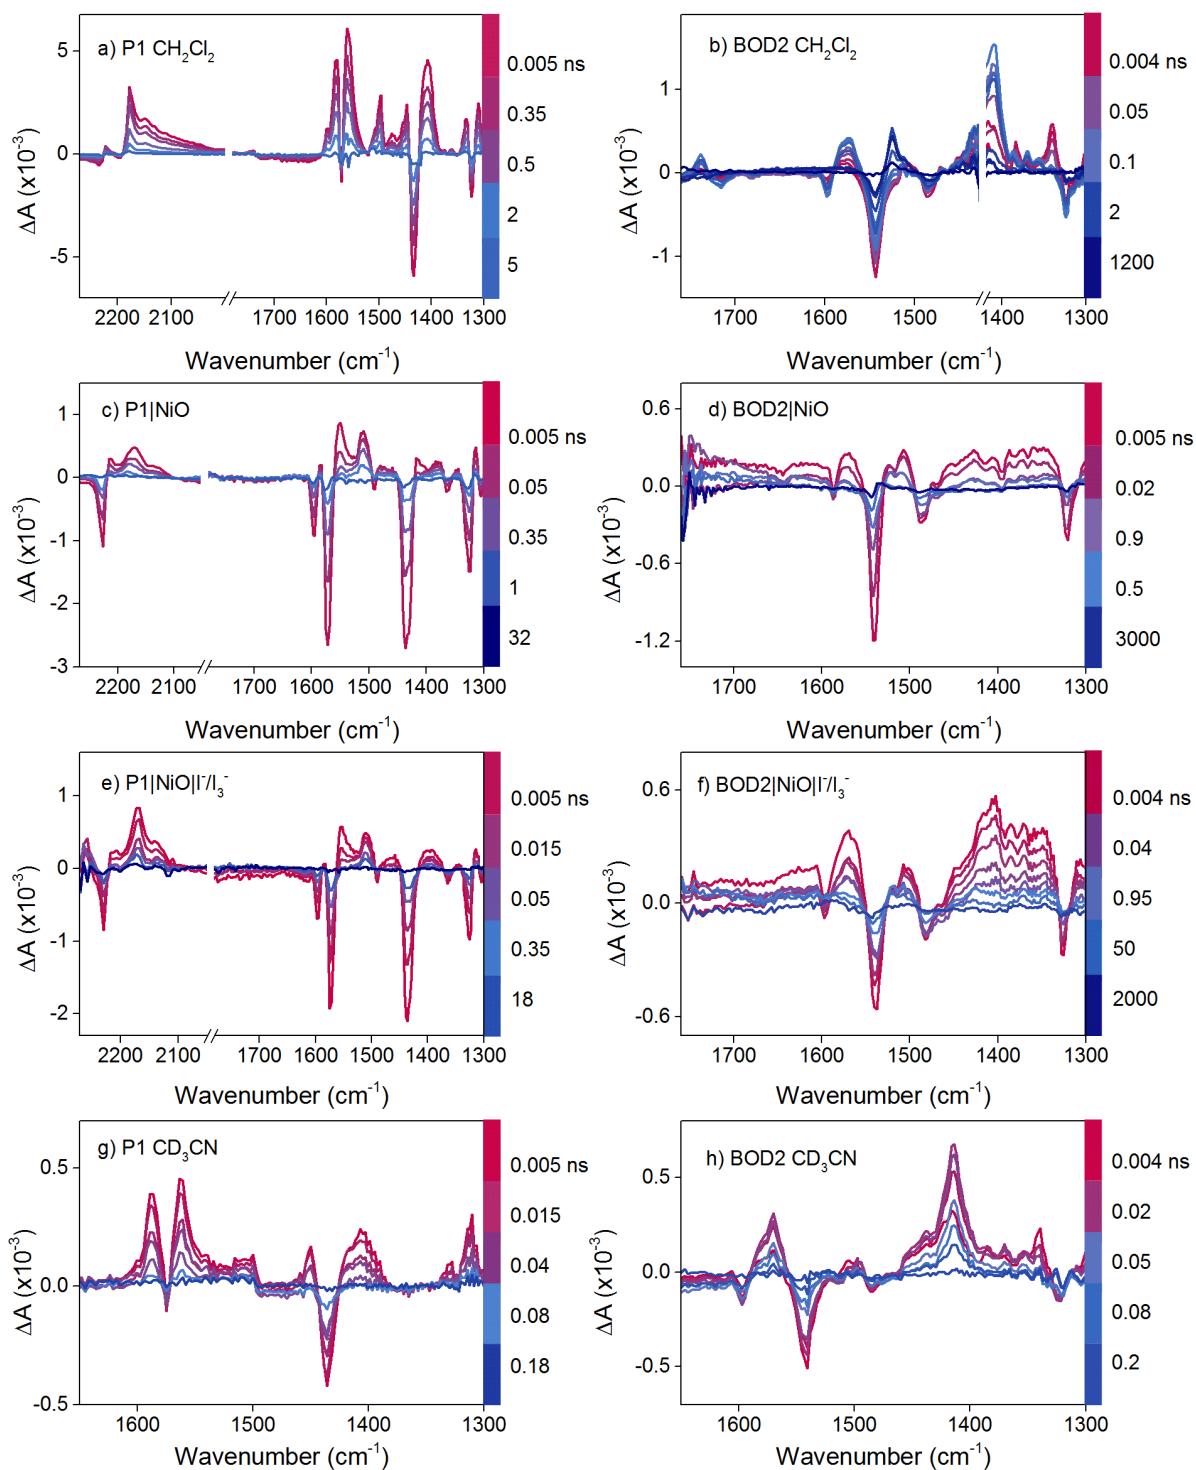 a) P1 CH₂Cl₂
5
0
-5
ΔA (x10⁻³)
2200 2100 1700 1600 1500 1400 1300
Wavenumber (cm⁻¹)
0.005 ns
0.35
0.5
2
5
b) BOD2 CH₂Cl₂
1
0
-1
ΔA (x10⁻³)
1700 1600 1500 1400 1300
Wavenumber (cm⁻¹)
0.004 ns
0.05
0.1
2
1200
c) P1|NiO
1
0
-1
-2
-3
ΔA (x10⁻³)
2200 2100 1700 1600 1500 1400 1300
Wavenumber (cm⁻¹)
0.005 ns
0.05
0.35
1
32
d) BOD2|NiO
0.6
0.0
-0.6
-1.2
ΔA (x10⁻³)
1700 1600 1500 1400 1300
Wavenumber (cm⁻¹)
0.005 ns
0.02
0.9
0.5
3000
e) P1|NiO|I⁻/I₃⁻
1
0
-1
-2
ΔA (x10⁻³)
2200 2100 1700 1600 1500 1400 1300
Wavenumber (cm⁻¹)
0.005 ns
0.015
0.05
0.35
18
f) BOD2|NiO|I⁻/I₃⁻
0.6
0.0
-0.6
ΔA (x10⁻³)
1700 1600 1500 1400 1300
Wavenumber (cm⁻¹)
0.004 ns
0.04
0.95
50
2000
g) P1 CD₃CN
0.5
0.0
-0.5
ΔA (x10⁻³)
1600 1500 1400 1300
Wavenumber (cm⁻¹)
0.005 ns
0.015
0.04
0.08
0.18
h) BOD2 CD₃CN
0.5
0.0
-0.5
ΔA (x10⁻³)
1600 1500 1400 1300
Wavenumber (cm⁻¹)
0.004 ns
0.02
0.05
0.08
0.2